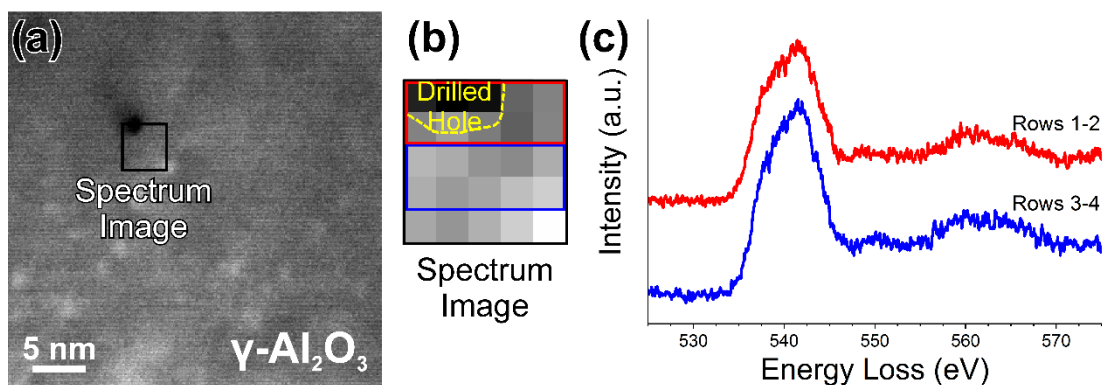 (a)
Spectrum
Image
5 nm
γ-Al₂O₃
(b)
Drilled
Hole
Spectrum
Image
(c)
Intensity (a.u.)
Rows 1-2
Rows 3-4
530
540
550
560
570
Energy Loss (eV)